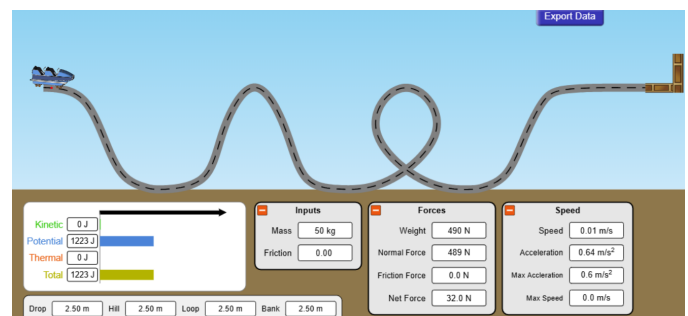 Export Data
Kinetic 0 J
Potential 1223 J
Thermal 0 J
Total 1223 J
Inputs
Mass 50 kg
Friction 0.00
Forces
Weight 490 N
Normal Force 489 N
Friction Force 0.0 N
Net Force 32.0 N
Speed
Speed 0.01 m/s
Acceleration 0.64 m/s²
Max Accleration 0.6 m/s²
Max Speed 0.0 m/s
Drop 2.50 m Hill 2.50 m Loop 2.50 m Bank 2.50 m